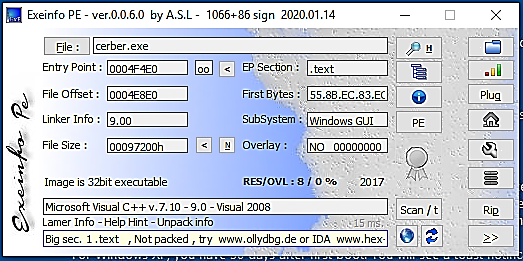 Exeinfo PE - ver.0.0.6.0 by A.S.L - 1066+86 sign 2020.01.14
File : cerber.exe
H
Entry Point : 0004F4E0 oo < EP Section : .text
File Offset : 0004E8E0 First Bytes : 55.8B.EC.83.EC
Plug
Linker Info : 9.00 SubSystem : Windows GUI
PE
File Size : 00097200h < N Overlay : NO 00000000
Image is 32bit executable RES/OVL : 8 / 0 % 2017
Exeinfo Pe
Microsoft Visual C++ v.7.10 - 9.0 - Visual 2008
Scan / t
Rip
Lamer Info - Help Hint - Unpack info 15 ms.
Big sec. 1 .text , Not packed , try www.ollydbg.de or IDA www.hex-
>>